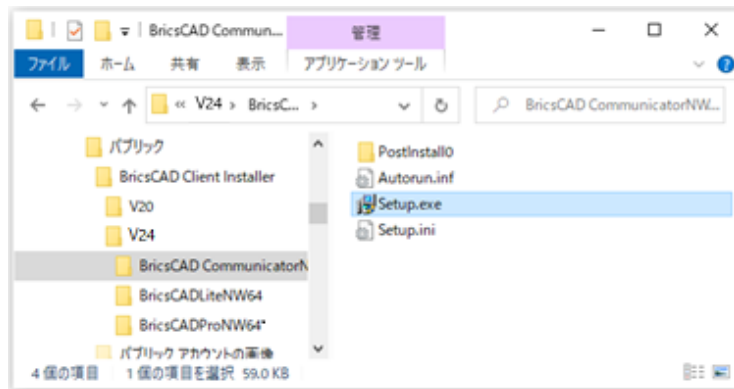 BricsCAD Commun...
管理
ファイル
ホーム
共有
表示
アプリケーション ツール
« V24 › BricsC... ›
BricsCAD CommunicatorNW...
パブリック
BricsCAD Client Installer
V20
V24
BricsCAD CommunicatorN
BricsCADLiteNW64
BricsCADProNW64"
パブリック アカウントの画像
PostInstall0
Autorun.inf
Setup.exe
Setup.ini
4 個の項目
1 個の項目を選択 59.0 KB